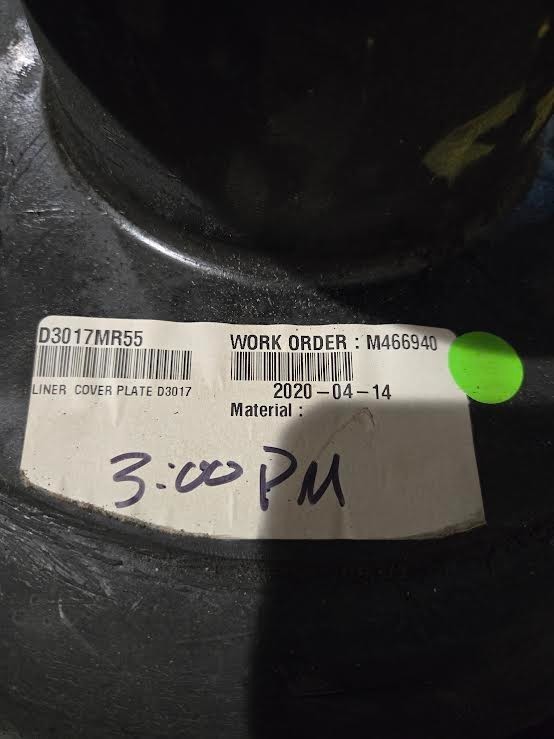 D3017MR55
LINER COVER PLATE D3017
WORK ORDER : M466940
2020-04-14
Material :
3:00 PM